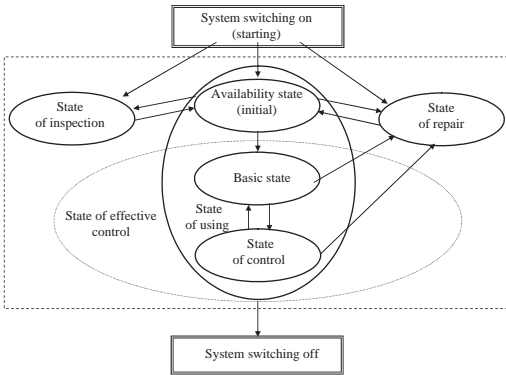 System switching on
(starting)
Availability state
(initial)
State
of inspection
State
of repair
Basic state
State of effective
control
State
of using
State
of control
System switching off